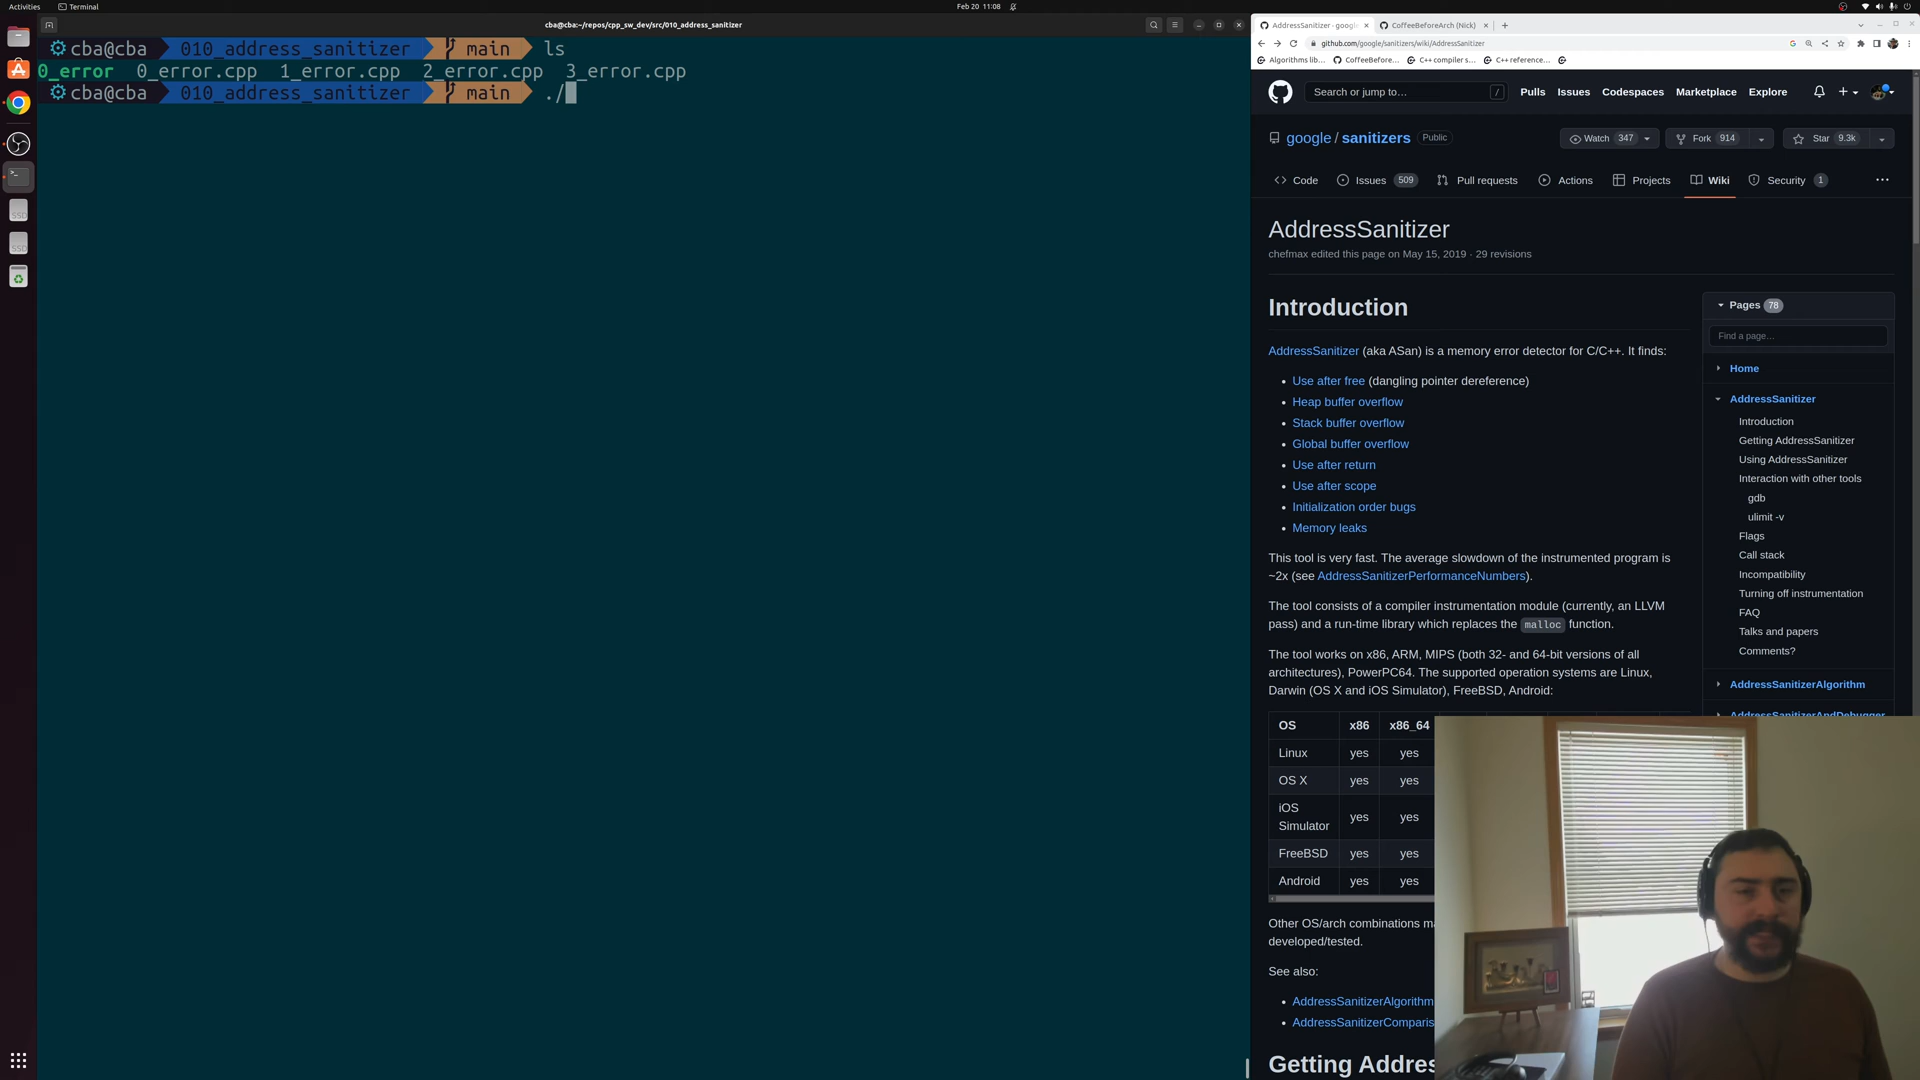 Activities Terminal Feb 20 11:08
cba@cba:~/repos/cpp_sw_dev/src/010_address_sanitizer
cba@cba 010_address_sanitizer main ls
0_error 0_error.cpp 1_error.cpp 2_error.cpp 3_error.cpp
cba@cba 010_address_sanitizer main ./
SSD
SSD
AddressSanitizer · google CoffeeBeforeArch (Nick)
github.com/google/sanitizers/wiki/AddressSanitizer
Algorithms lib... CoffeeBefore... C++ compiler s... C++ reference...
Search or jump to... / Pulls Issues Codespaces Marketplace Explore
google / sanitizers Public Watch 347 Fork 914 Star 9.3k
Code Issues 509 Pull requests Actions Projects Wiki Security 1
AddressSanitizer
chefmax edited this page on May 15, 2019 · 29 revisions
Introduction
AddressSanitizer (aka ASan) is a memory error detector for C/C++. It finds:
• Use after free (dangling pointer dereference)
• Heap buffer overflow
• Stack buffer overflow
• Global buffer overflow
• Use after return
• Use after scope
• Initialization order bugs
• Memory leaks
This tool is very fast. The average slowdown of the instrumented program is
~2x (see AddressSanitizerPerformanceNumbers).
The tool consists of a compiler instrumentation module (currently, an LLVM
pass) and a run-time library which replaces the malloc function.
The tool works on x86, ARM, MIPS (both 32- and 64-bit versions of all
architectures), PowerPC64. The supported operation systems are Linux,
Darwin (OS X and iOS Simulator), FreeBSD, Android:
OS x86 x86_64
Linux yes yes
OS X yes yes
iOS
Simulator yes yes
FreeBSD yes yes
Android yes yes
Other OS/arch combinations
developed/tested.
See also:
• AddressSanitizerAlgorithm
• AddressSanitizerComparis
Getting Addres
Pages 78
Find a page...
Home
AddressSanitizer
Introduction
Getting AddressSanitizer
Using AddressSanitizer
Interaction with other tools
gdb
ulimit -v
Flags
Call stack
Incompatibility
Turning off instrumentation
FAQ
Talks and papers
Comments?
AddressSanitizerAlgorithm
AddressSanitizerAndDebugger